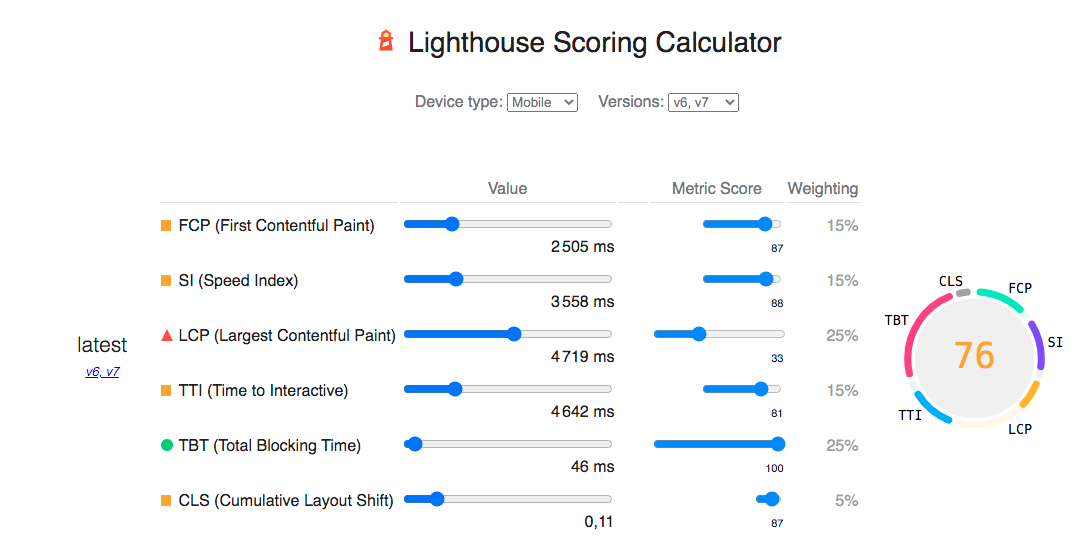 Lighthouse Scoring Calculator
Device type: Mobile Versions: v6, v7
Value Metric Score Weighting
FCP (First Contentful Paint) 15%
2 505 ms 87
SI (Speed Index) 15%
3 558 ms 88
LCP (Largest Contentful Paint) 25%
4 719 ms 33
TTI (Time to Interactive) 15%
4 642 ms 81
TBT (Total Blocking Time) 25%
46 ms 100
CLS (Cumulative Layout Shift) 5%
0,11 87
latest
v6, v7
CLS
FCP
TBT
SI
76
TTI
LCP